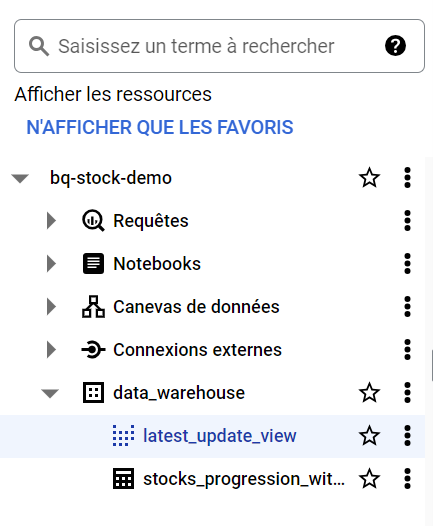 Saisissez un terme à rechercher
Afficher les ressources
N'AFFICHER QUE LES FAVORIS
bq-stock-demo
Requêtes
Notebooks
Canevas de données
Connexions externes
data_warehouse
latest_update_view
stocks_progression_wit...